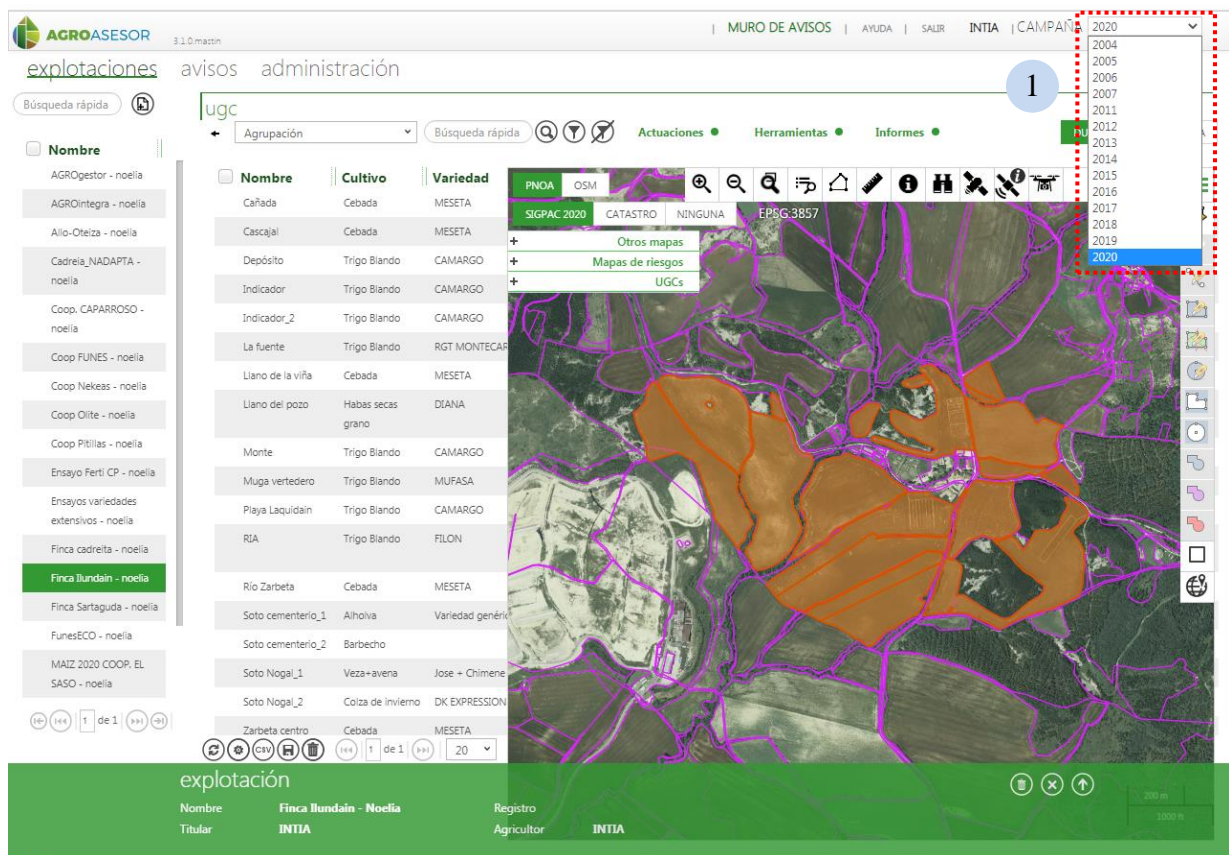 AGROASESOR 3.1.0.mastin | MURO DE AVISOS | AYUDA | SALIR INTIA | CAMPAÑA 2020
2004
2005
2006
2007
2011
2012
2013
2014
2015
2016
2017
2018
2019
2020
1
explotaciones avisos administración
Búsqueda rápida
Nombre
AGROgestor - noelia
AGROintegra - noelia
Allo-Oteiza - noelia
Cadreia_NADAPTA -
noelia
Coop. CAPARROSO -
noelia
Coop FUNES - noelia
Coop Nekeas - noelia
Coop Olite - noelia
Coop Pitillas - noelia
Ensayo Ferti CP - noelia
Ensayos variedades
extensivos - noelia
Finca cadreita - noelia
Finca Ilundain - noelia
Finca Sartaguda - noelia
FunesECO - noelia
MAIZ 2020 COOP. EL
SASO - noelia
1 de 1
ugc
Agrupación Búsqueda rápida Actuaciones Herramientas Informes
Nombre Cultivo Variedad
Cañada Cebada MESETA
Cascajal Cebada MESETA
Depósito Trigo Blando CAMARGO
Indicador Trigo Blando CAMARGO
Indicador_2 Trigo Blando CAMARGO
La fuente Trigo Blando RGT MONTECAR
Llano de la viña Cebada MESETA
Llano del pozo Habas secas DIANA
grano
Monte Trigo Blando CAMARGO
Muga vertedero Trigo Blando MUFASA
Playa Laquidain Trigo Blando CAMARGO
RIA Trigo Blando FILON
Río Zarbeta Cebada MESETA
Soto cementerio_1 Alholva Variedad genéric
Soto cementerio_2 Barbecho
Soto Nogal_1 Veza+avena Jose + Chimene
Soto Nogal_2 Colza de invierno DK EXPRESSION
Zarbeta centro Cebada MESETA
CSV 1 de 1 20
PNOA OSM
SIGPAC 2020 CATASTRO NINGUNA EPSG:3857
+ Otros mapas
+ Mapas de riesgos
+ UGCs
explotación
Nombre Finca Ilundain - Noelia Registro
Titular INTIA Agricultor INTIA
200 m
1000 ft